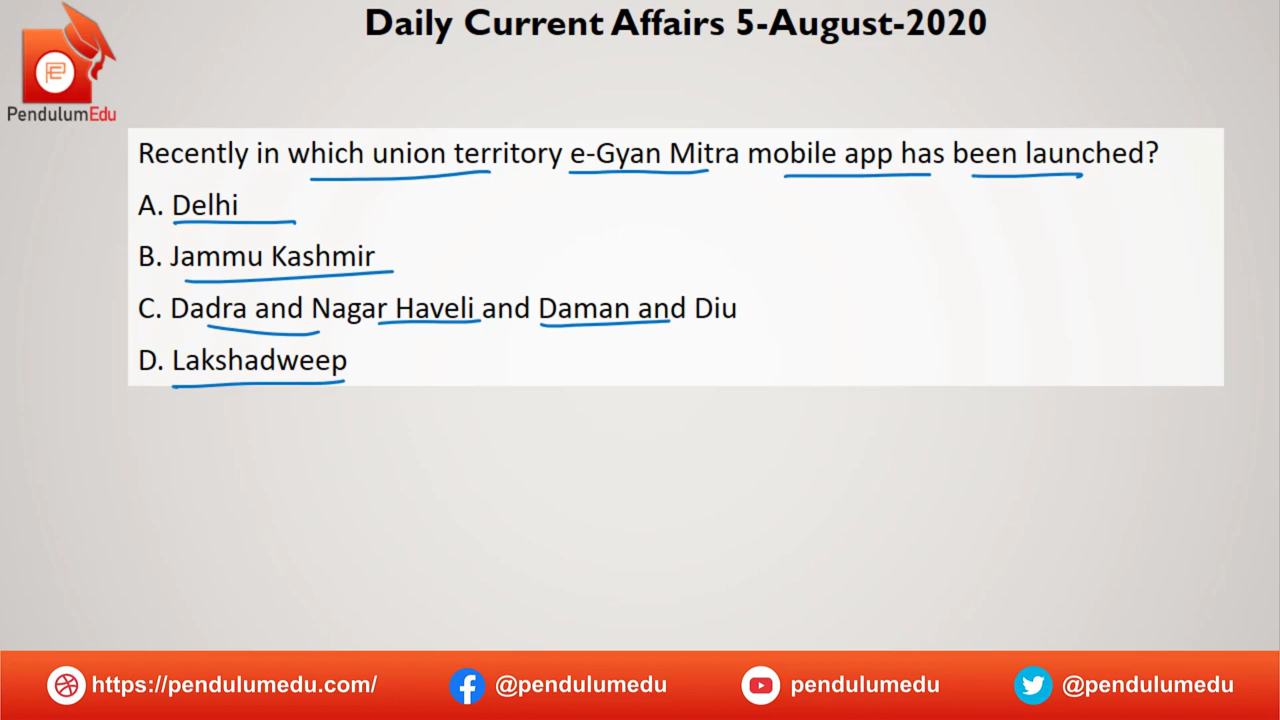 Daily Current Affairs 5-August-2020
PendulumEdu
Recently in which union territory e-Gyan Mitra mobile app has been launched?
A. Delhi
B. Jammu Kashmir
C. Dadra and Nagar Haveli and Daman and Diu
D. Lakshadweep
https://pendulumedu.com/ @pendulumedu pendulumedu @pendulumedu